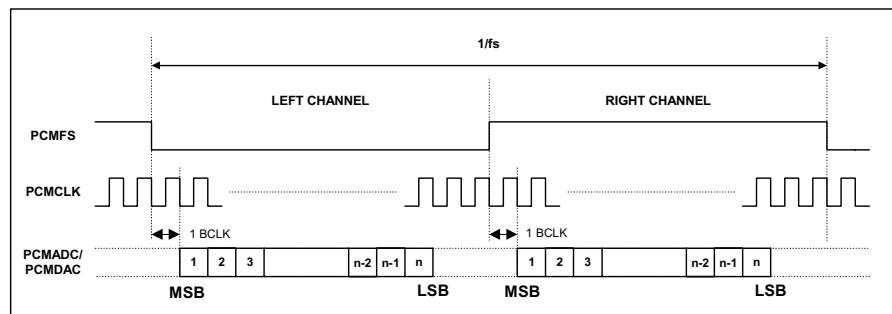 1/fs
LEFT CHANNEL RIGHT CHANNEL
PCMFS
PCMCLK
1 BCLK 1 BCLK
PCMADC/
PCMDAC
1 2 3 n-2 n-1 n 1 2 3 n-2 n-1 n
MSB LSB MSB LSB